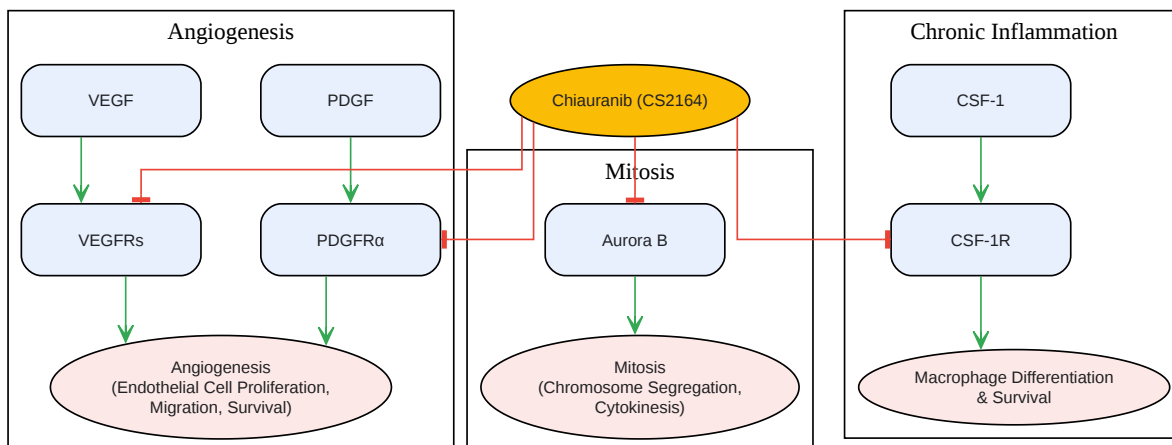 Angiogenesis
VEGF
PDGF
VEGFRs
PDGFRα
Angiogenesis
(Endothelial Cell Proliferation,
Migration, Survival)
Chiauranib (CS2164)
Mitosis
Aurora B
Mitosis
(Chromosome Segregation,
Cytokinesis)
Chronic Inflammation
CSF-1
CSF-1R
Macrophage Differentiation
& Survival